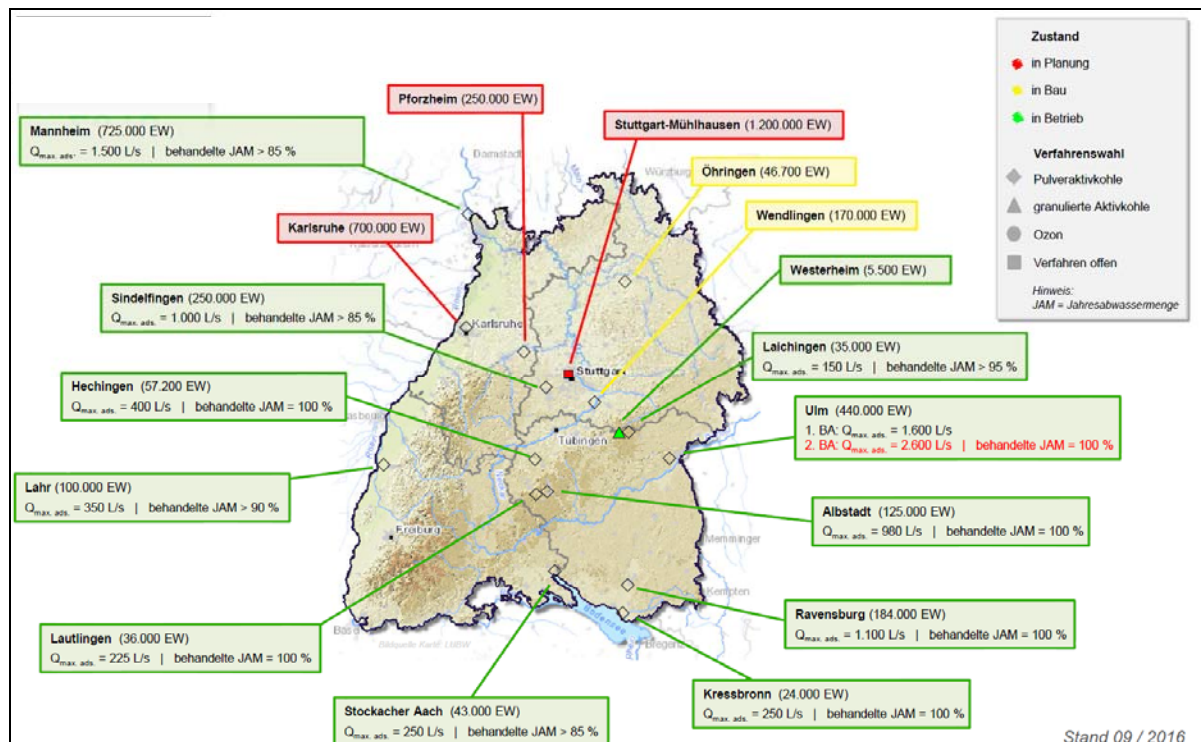 Zustand
in Planung
in Bau
in Betrieb
Verfahrenswahl
Pulveraktivkohle
granulierte Aktivkohle
Ozon
Verfahren offen
Hinweis:
JAM = Jahresabwassermenge
Pforzheim (250.000 EW)
Mannheim (725.000 EW)
Qmax. ads. = 1.500 L/s | behandelte JAM > 85 %
Stuttgart-Mühlhausen (1.200.000 EW)
Öhringen (46.700 EW)
Karlsruhe (700.000 EW)
Wendlingen (170.000 EW)
Westerheim (5.500 EW)
Sindelfingen (250.000 EW)
Qmax. ads. = 1.000 L/s | behandelte JAM > 85 %
Laichingen (35.000 EW)
Qmax. ads. = 150 L/s | behandelte JAM > 95 %
Hechingen (57.200 EW)
Qmax. ads. = 400 L/s | behandelte JAM = 100 %
Ulm (440.000 EW)
1. BA: Qmax. ads. = 1.600 L/s
2. BA: Qmax. ads. = 2.600 L/s | behandelte JAM = 100 %
Lahr (100.000 EW)
Qmax. ads. = 350 L/s | behandelte JAM > 90 %
Albstadt (125.000 EW)
Qmax. ads. = 980 L/s | behandelte JAM = 100 %
Lautlingen (36.000 EW)
Qmax. ads. = 225 L/s | behandelte JAM = 100 %
Ravensburg (184.000 EW)
Qmax. ads. = 1.100 L/s | behandelte JAM = 100 %
Stockacher Aach (43.000 EW)
Qmax. ads. = 250 L/s | behandelte JAM > 85 %
Kressbronn (24.000 EW)
Qmax. ads. = 250 L/s | behandelte JAM = 100 %
Darmstadt
Würzburg
Main
Karlsruhe
Stuttgart
Tübingen
Freiburg
Memminger
Kempten
Bodensee
Bregenz
Basel
Bildquelle Karte: LUBW
Stand 09 / 2016